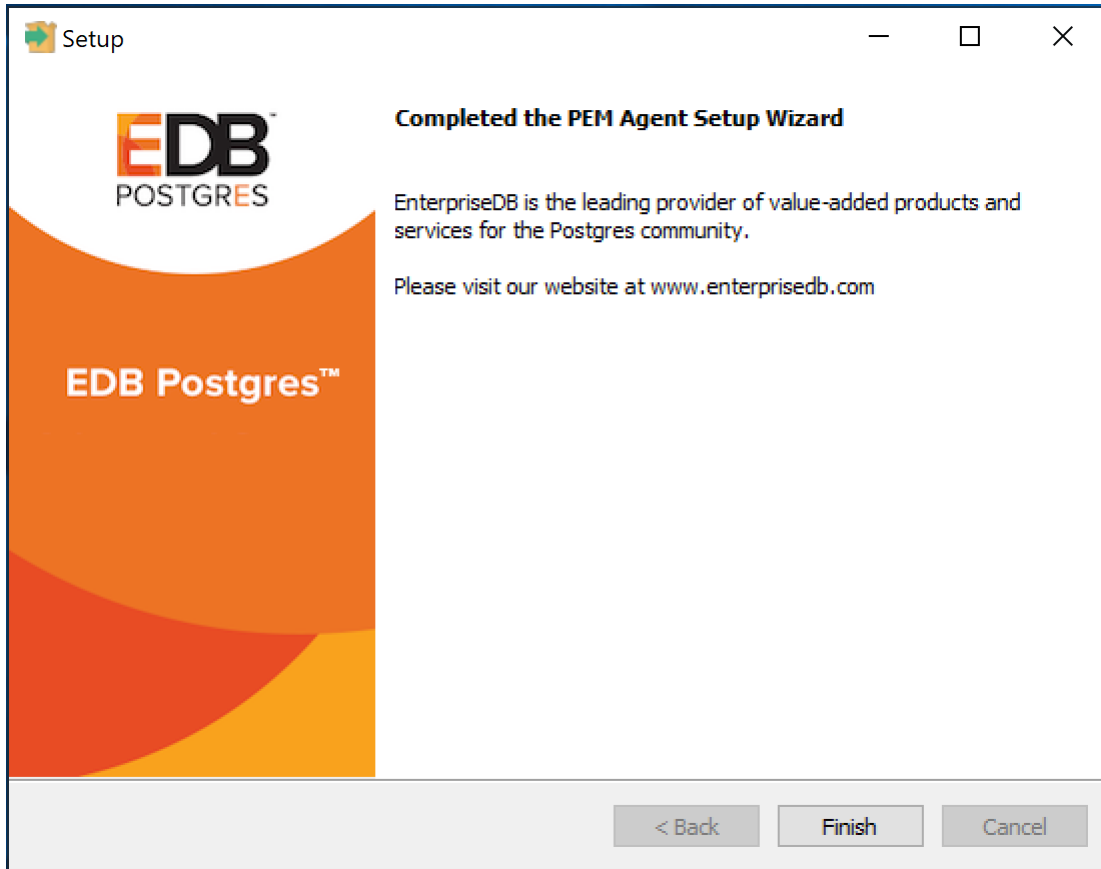 Setup
EDB™
POSTGRES
EDB Postgres™
Completed the PEM Agent Setup Wizard
EnterpriseDB is the leading provider of value-added products and
services for the Postgres community.
Please visit our website at www.enterprisedb.com
< Back
Finish
Cancel